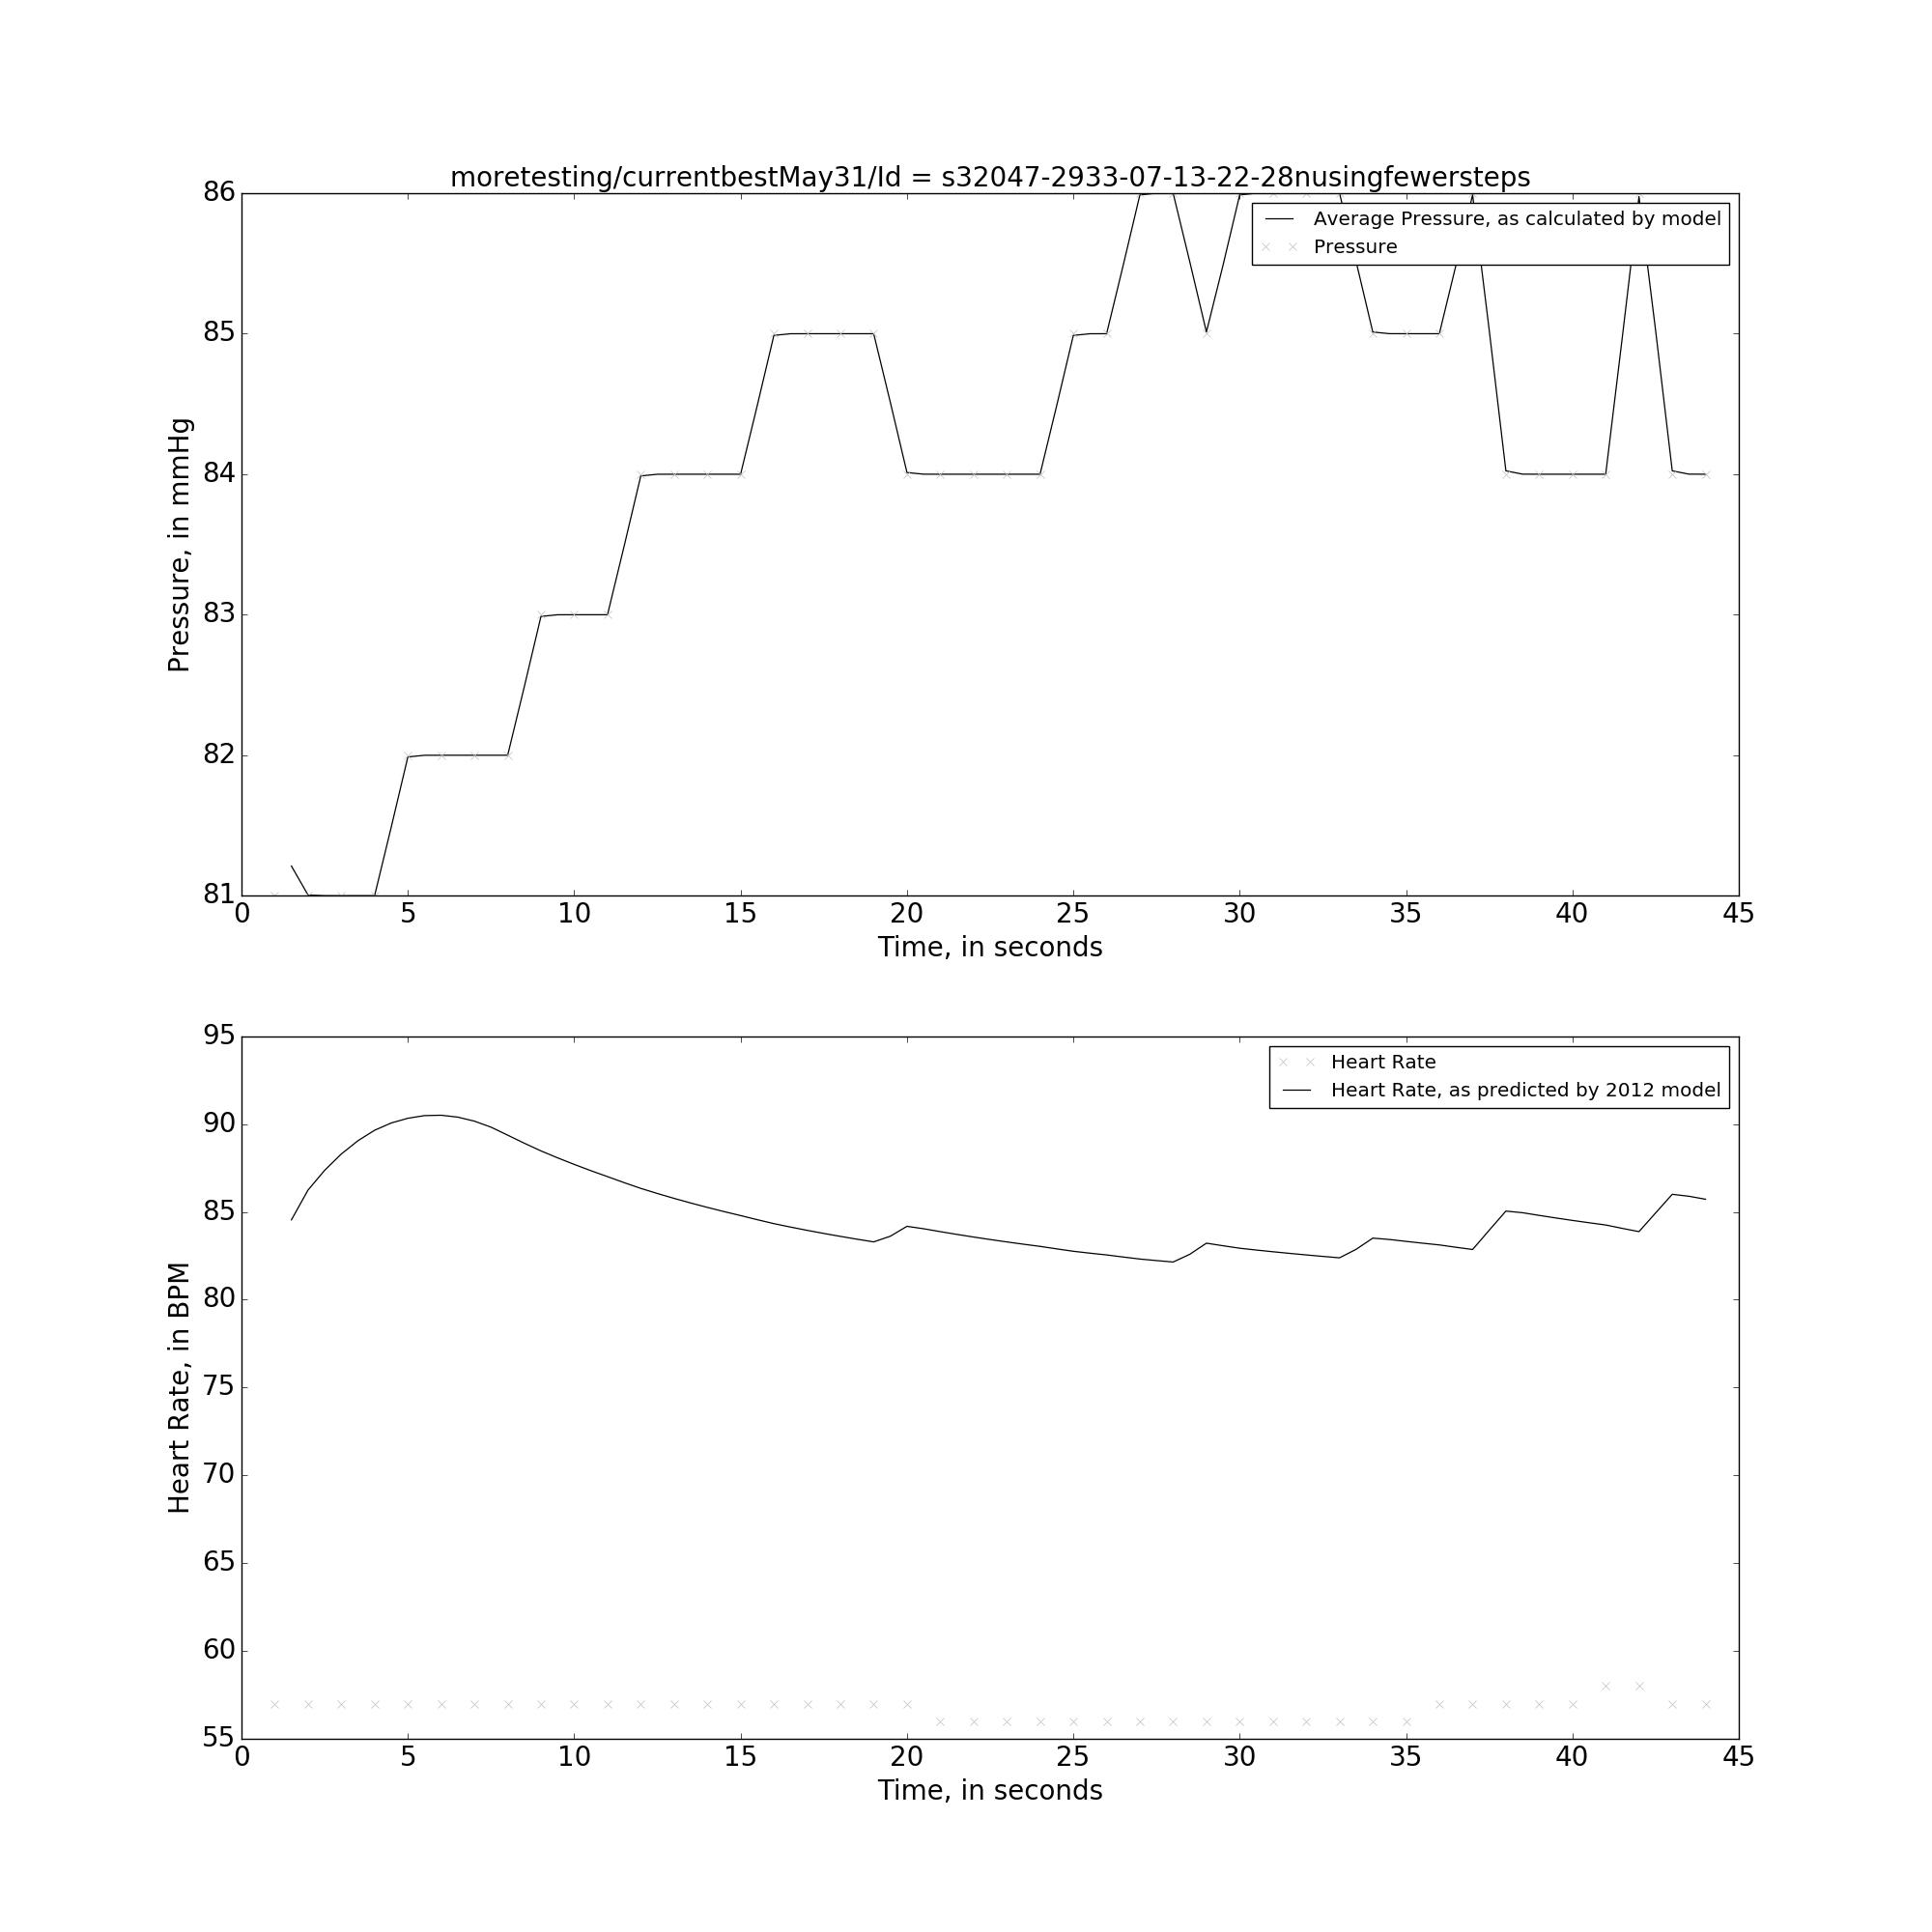 moretesting/currentbestMay31/Id = s32047-2933-07-13-22-28nusingfewersteps
86
85
84
83
82
81
Pressure, in mmHg
Average Pressure, as calculated by model
Pressure
0 5 10 15 20 25 30 35 40 45
Time, in seconds
95
90
85
80
75
70
65
60
55
Heart Rate, in BPM
Heart Rate
Heart Rate, as predicted by 2012 model
0 5 10 15 20 25 30 35 40 45
Time, in seconds